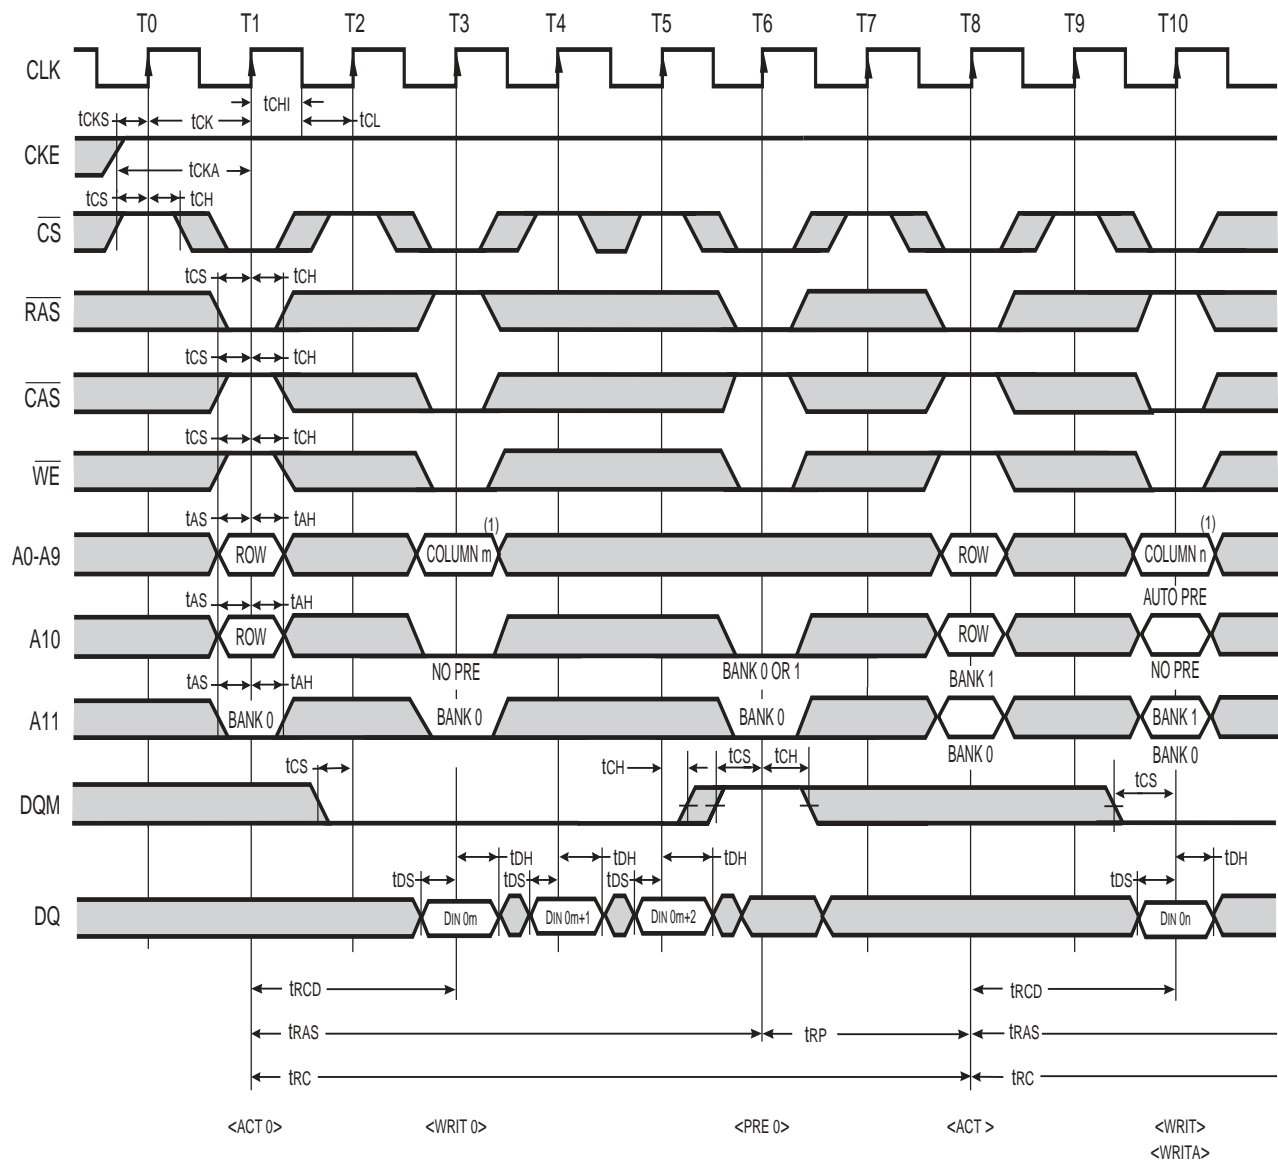 T0 T1 T2 T3 T4 T5 T6 T7 T8 T9 T10
CLK
tCHI
tCKS tCK tCL
CKE
tCKA
tCS tCH
CS
tCS tCH
RAS
tCS tCH
CAS
tCS tCH
WE
tAS tAH (1) (1)
A0-A9 ROW COLUMN m ROW COLUMN n
tAS tAH AUTO PRE
A10 ROW ROW
NO PRE BANK 0 OR 1 BANK 1 NO PRE
tAS tAH
A11 BANK 0 BANK 0 BANK 0 BANK 1
BANK 0 BANK 0
tCS tCH tCS tCH tCS
DQM
tDH tDH tDH tDH
tDS tDS tDS tDS
DQ DIN 0m DIN 0m+1 DIN 0m+2 DIN 0n
tRCD tRCD
tRAS tRP tRAS
tRC tRC
<ACT 0> <WRIT 0> <PRE 0> <ACT > <WRIT>
<WRITA>